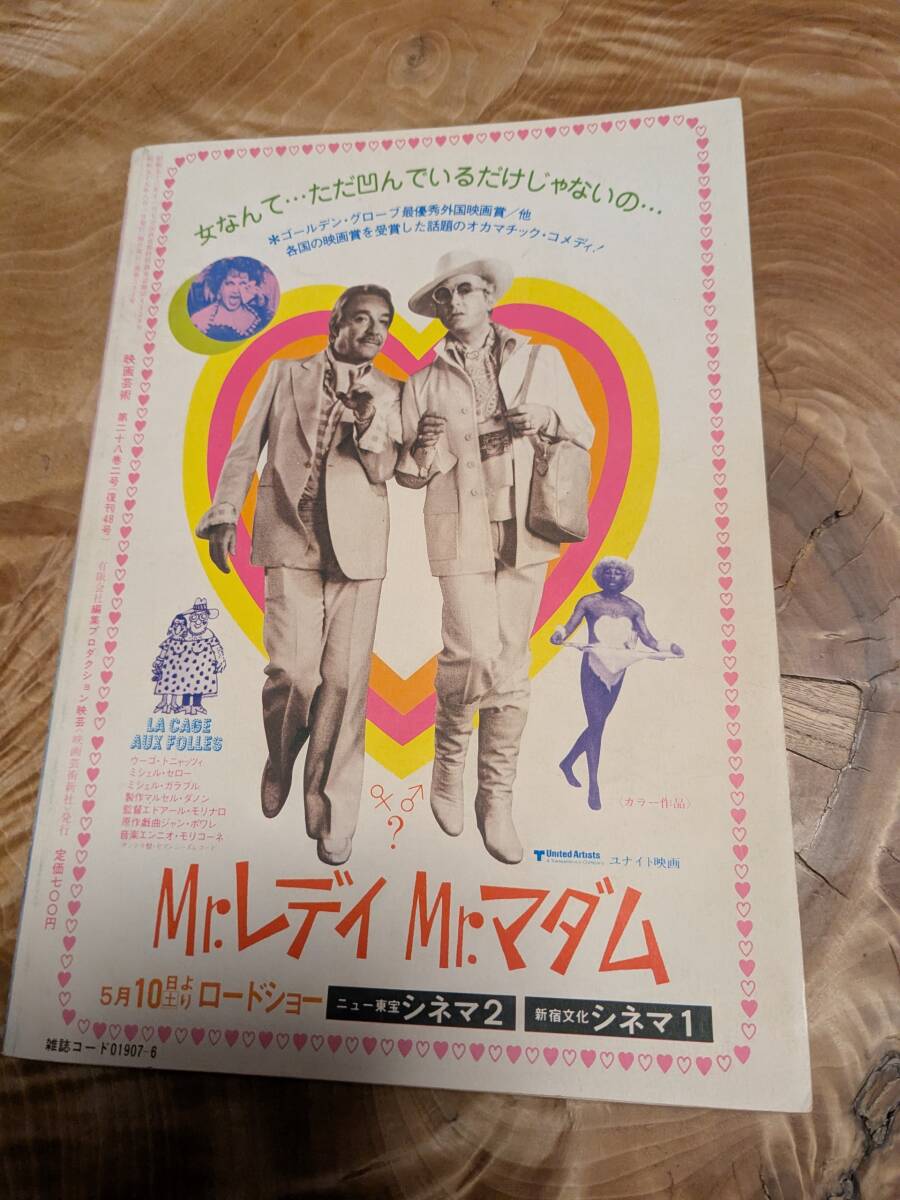 女なんて…ただ凹んでいるだけじゃないの…
*ゴールデン・グローブ最優秀外国映画賞/他
各国の映画賞を受賞した話題のオカマチック・コメディ!
映画芸術 第二十八巻二号(復刊48号)
有限会社編集プロダクション映芸(映画芸術新社)発行
定価七〇〇円
LA CAGE
AUX FOLLES
ウーゴ・トニャッツィ
ミシェル・セロー
ミシェル・ガラブル
製作マルセル・ダノン
監督エドアール・モリナロ
原作戯曲ジャン・ポワレ
音楽エンニオ・モリコーネ
♀♂
?
〈カラー作品〉
United Artists
ユナイト映画
Mr.レディ Mr.マダム
5月10日土よりロードショー
ニュー東宝シネマ2
新宿文化シネマ1
雑誌コード01907-6